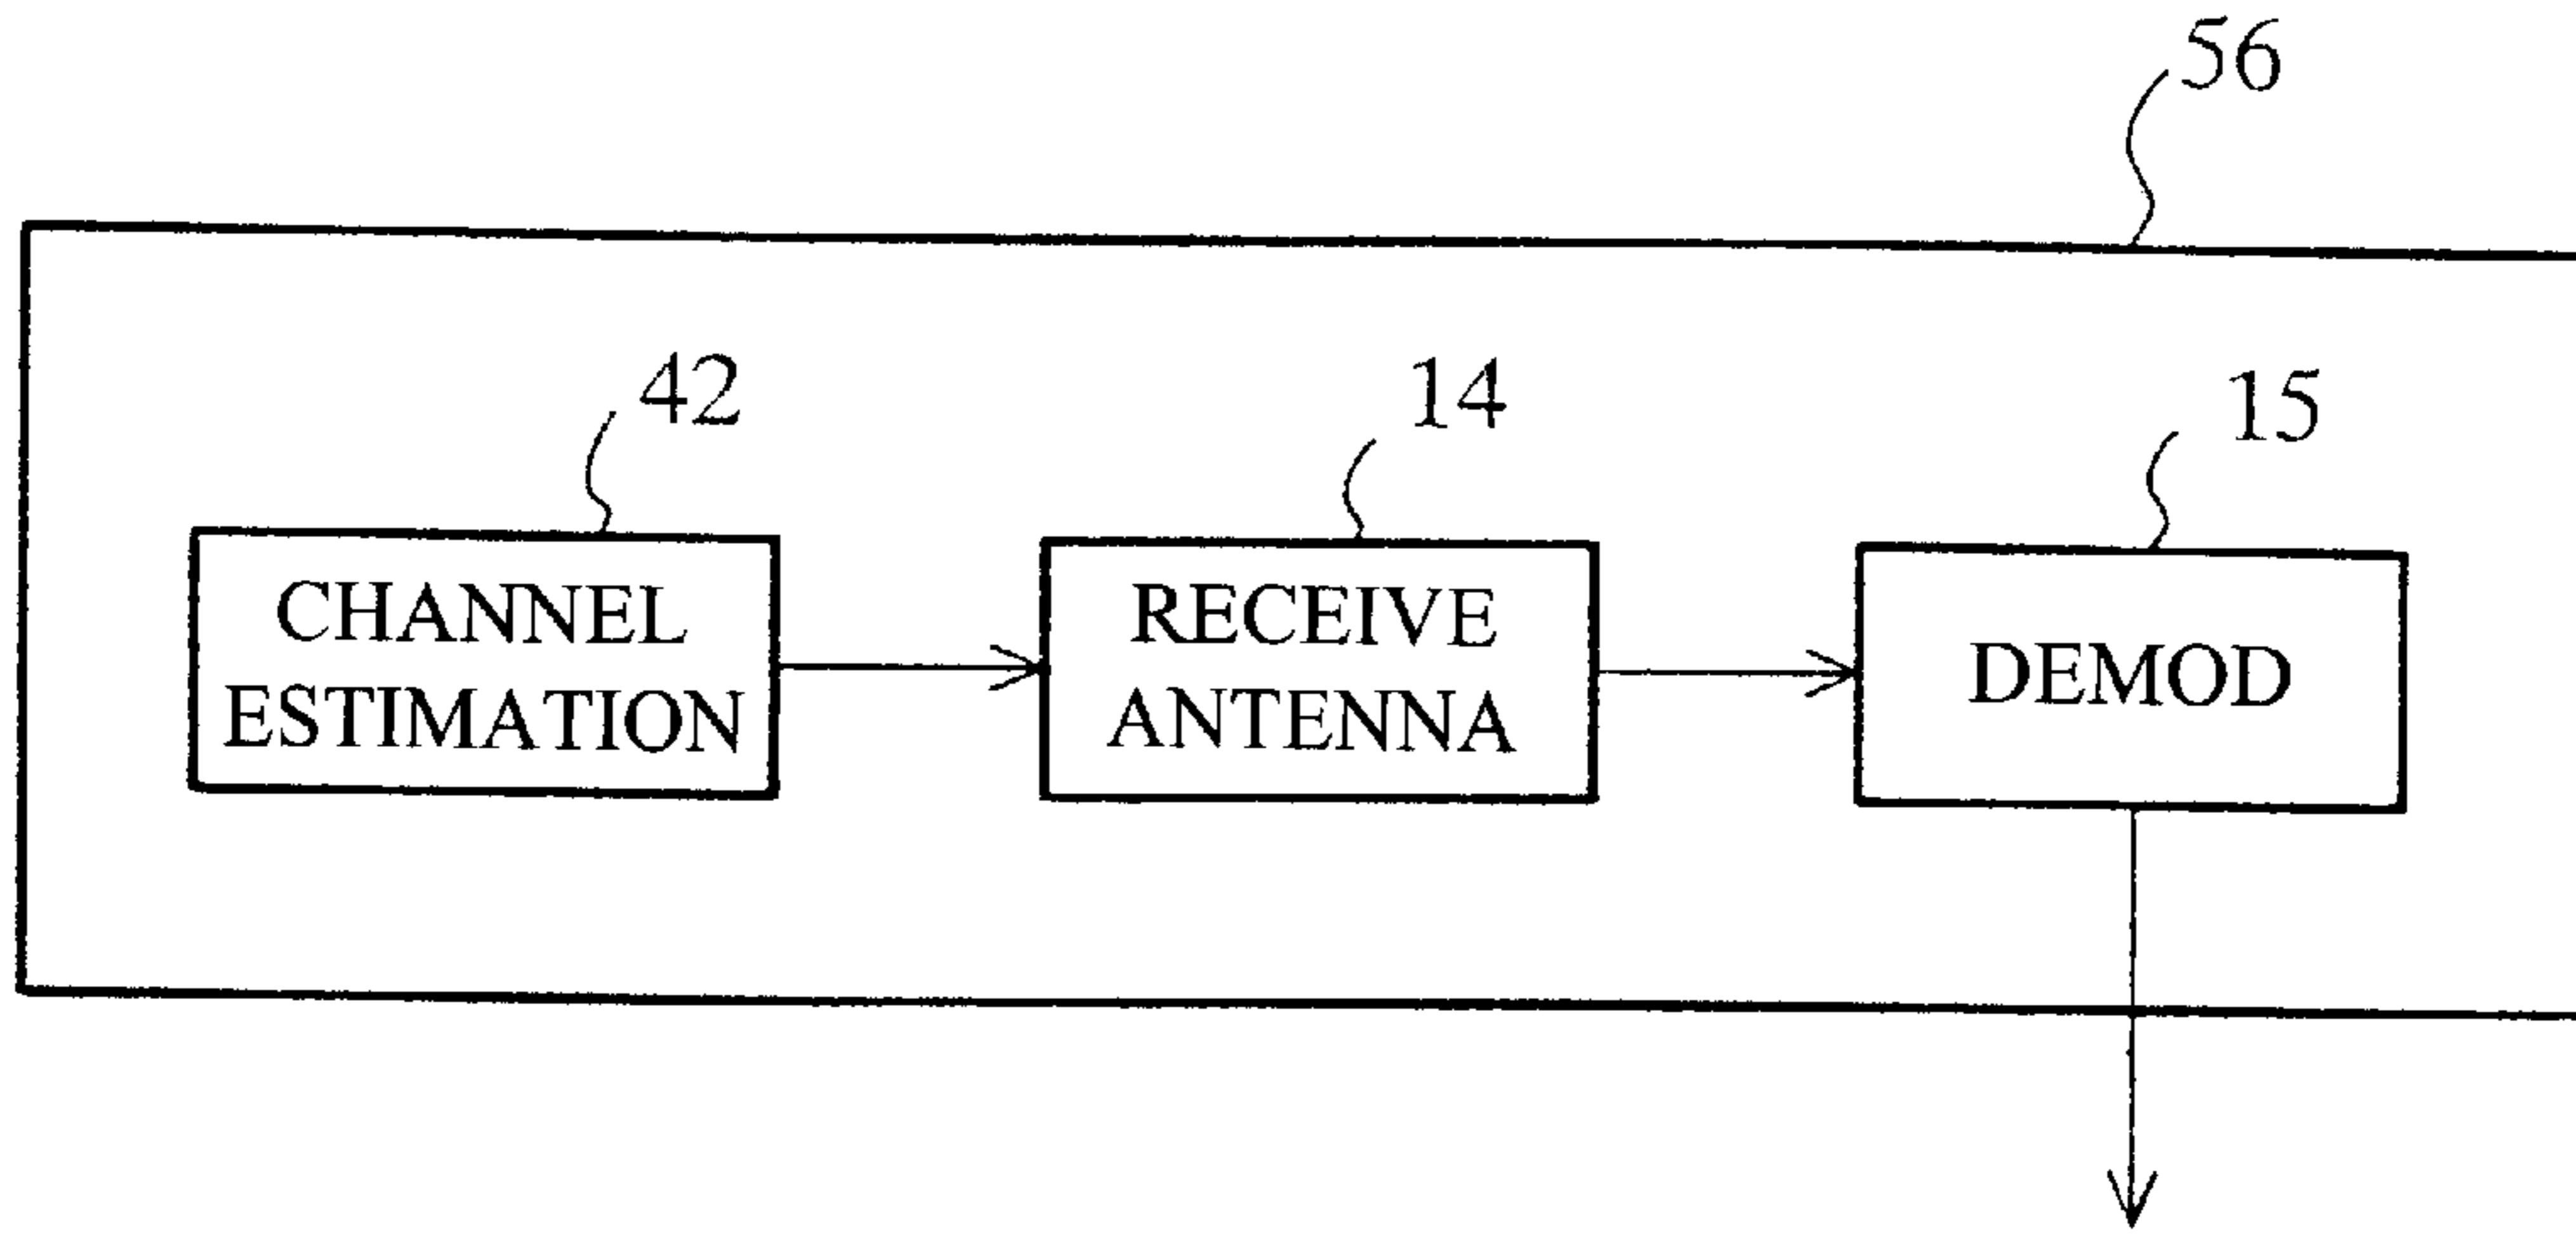 56
42
14
15
CHANNEL
ESTIMATION
RECEIVE
ANTENNA
DEMOD